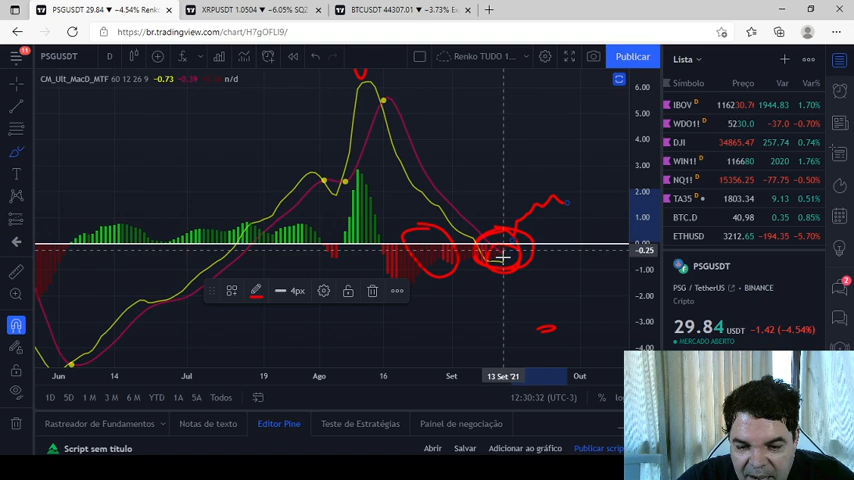 PSGUSDT 29.84 ▼ −4.54% Renko
XRPUSDT 1.0504 ▼ −6.05% SO
BTCUSDT 44307.01 ▼ −3.73% E
https://br.tradingview.com/chart/H7gOFLI9/
11
PSGUSDT
D
Renko TUDO 1...
Publicar
Lista
CM_Ult_MacD_MTF 60 12 26 9 −0.73 −0.39 n/d
Símbolo Preço Var Var%
IBOV D 116230.76 1944.83 1.70%
WDO1! D 5230.0 −37.0 −0.70%
DJI 34865.47 257.74 0.74%
WIN1! D 116680 2020 1.76%
NQ1! D 15356.25 −77.75 −0.50%
TA35 D 1803.34 9.13 0.51%
BTC.D 40.98 0.35 0.85%
ETHUSD 3212.65 −194.35 −5.70%
6.00
5.00
4.00
3.00
2.00
1.00
0.00
−0.25
−1.00
−2.00
−3.00
−4.00
4px
PSGUSDT
PSG / TetherUS BINANCE
Cripto
29.84 USDT −1.42 (−4.54%)
MERCADO ABERTO
2
Jun 14 Jul 19 Ago 16 Set 13 Set '21 Out
1D 5D 1M 3M 6M YTD 1A 5A Todos
12:30:32 (UTC-3) % log
Rastreador de Fundamentos Notas de texto Editor Pine Teste de Estratégias Painel de negociação
Script sem título
Abrir Salvar Adicionar ao gráfico Publicar